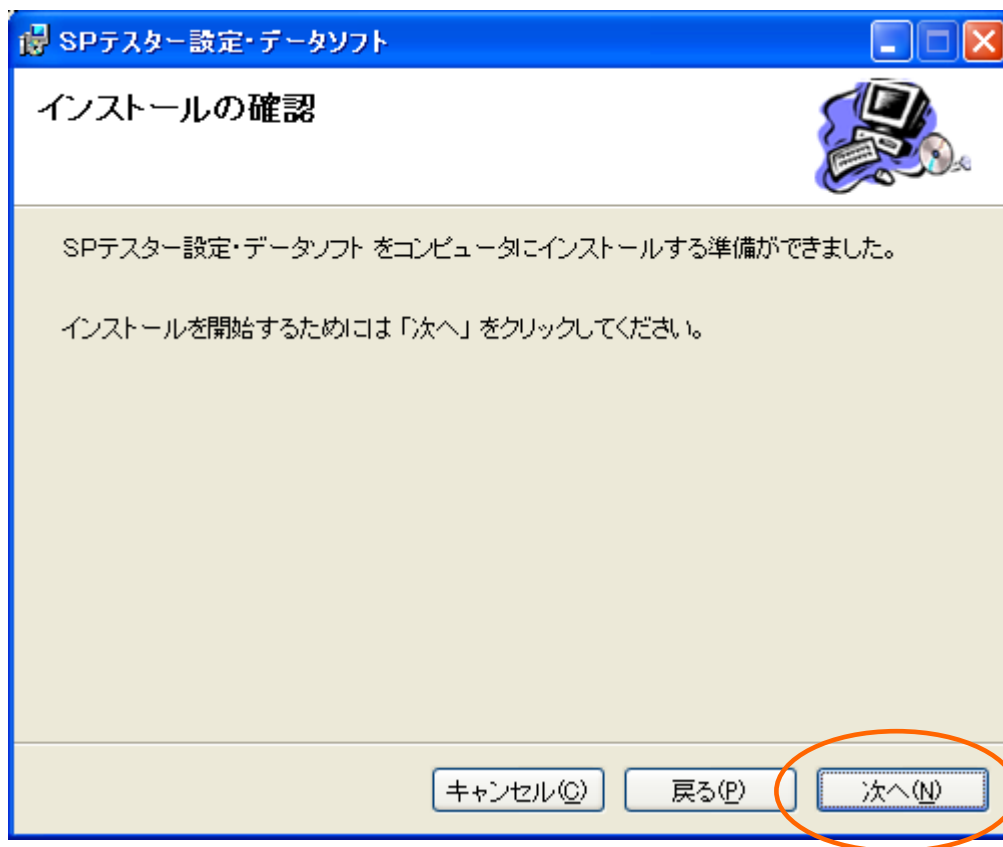 SPテスター設定・データソフト
インストールの確認
SPテスター設定・データソフト をコンピュータにインストールする準備ができました。
インストールを開始するためには「次へ」をクリックしてください。
キャンセル(C) 戻る(P) 次へ(N)